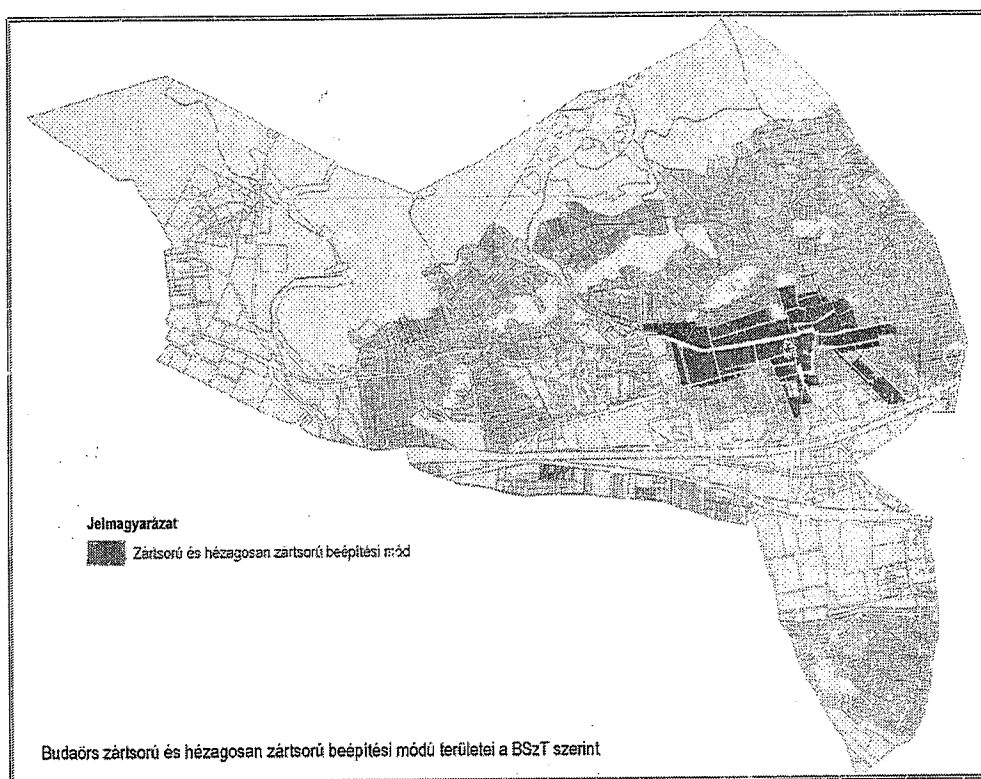 Jelmagyarázat
Zártsorú és hézagosan zártsorú beépítési mód
Budaörs zártsorú és hézagosan zártsorú beépítési módú területei a BSzT szerint